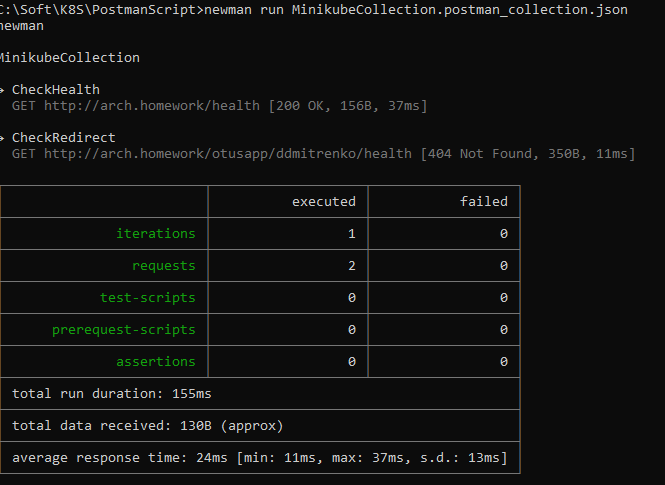 C:\Soft\K8S\PostmanScript>newman run MinikubeCollection.postman_collection.json
newman
MinikubeCollection
→ CheckHealth
GET http://arch.homework/health [200 OK, 156B, 37ms]
→ CheckRedirect
GET http://arch.homework/otusapp/ddmitrenko/health [404 Not Found, 350B, 11ms]
executed failed
iterations 1 0
requests 2 0
test-scripts 0 0
prerequest-scripts 0 0
assertions 0 0
total run duration: 155ms
total data received: 130B (approx)
average response time: 24ms [min: 11ms, max: 37ms, s.d.: 13ms]